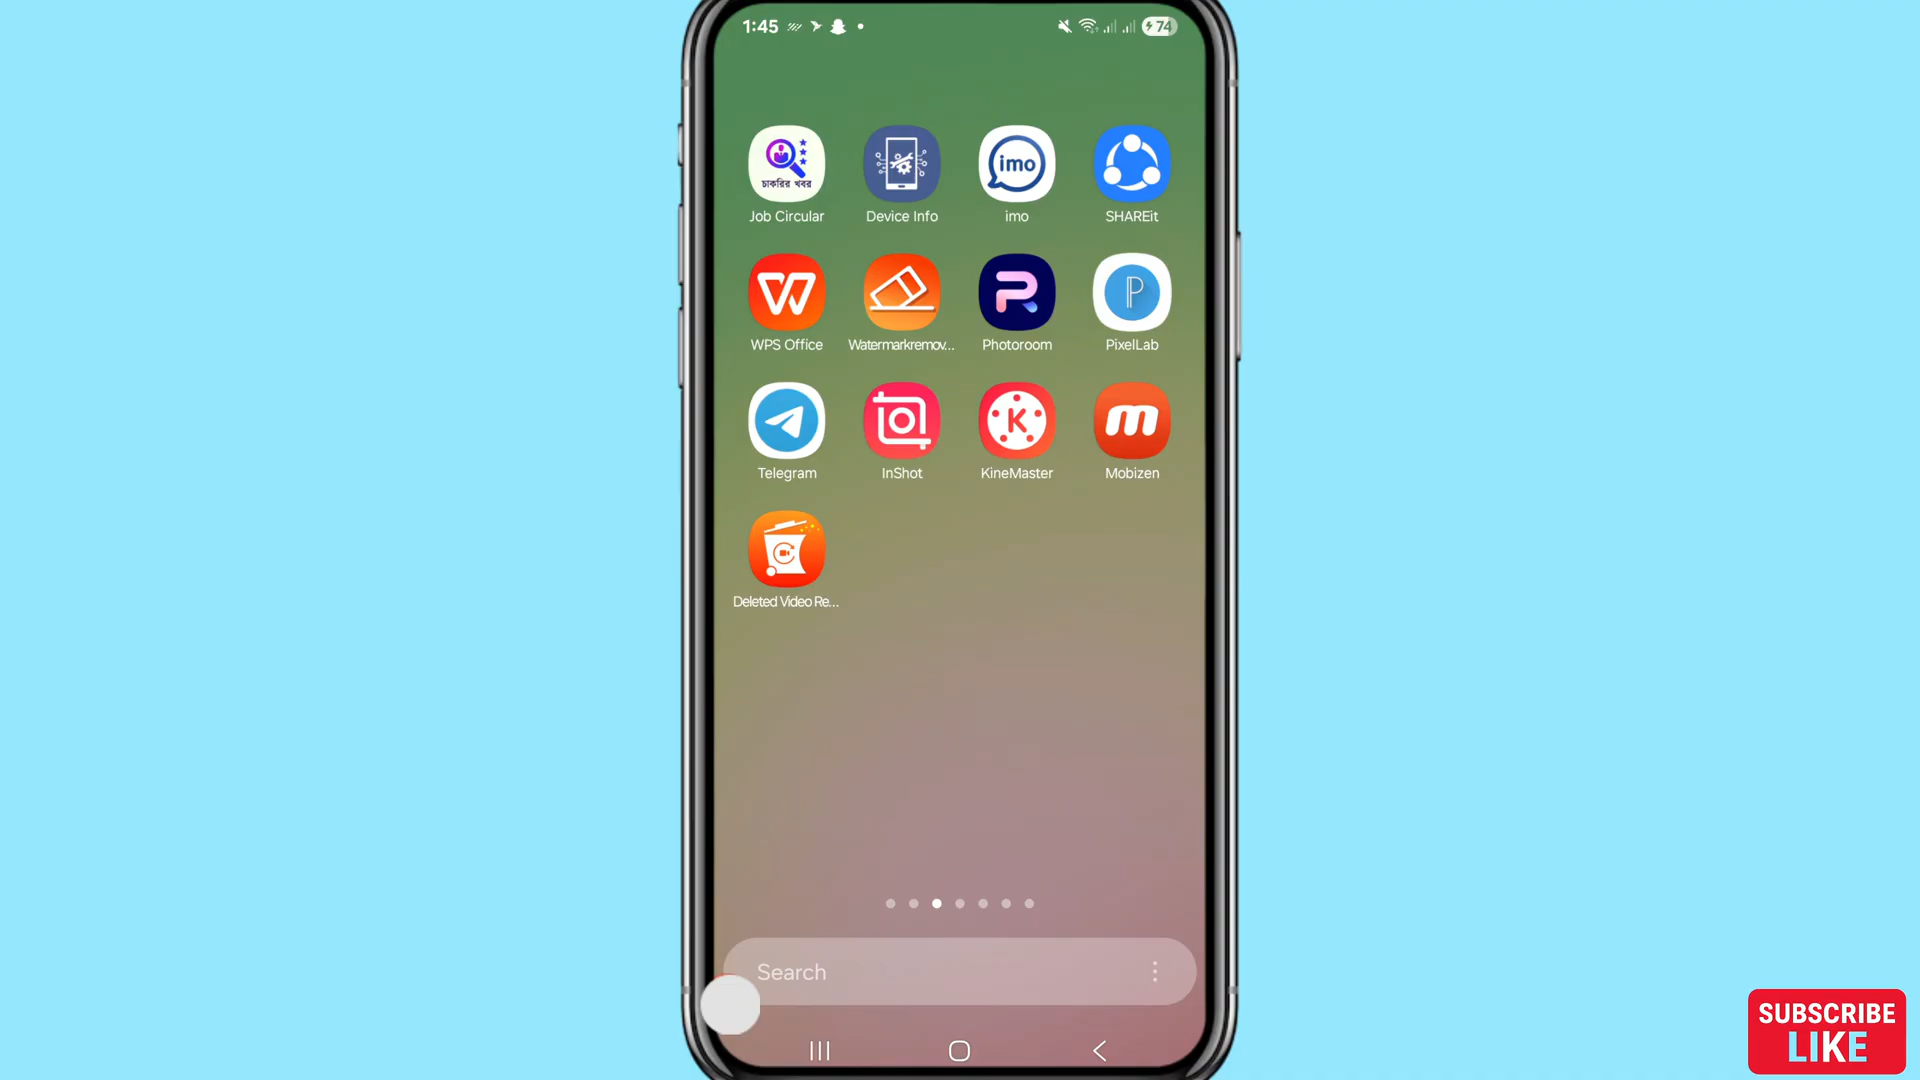 1:45
74
চাকরির খবর
imo
Job Circular
Device Info
imo
SHAREit
WPS Office
Watermarkremov...
Photoroom
PixelLab
Telegram
InShot
KineMaster
Mobizen
Deleted Video Re...
Search
SUBSCRIBE
LIKE